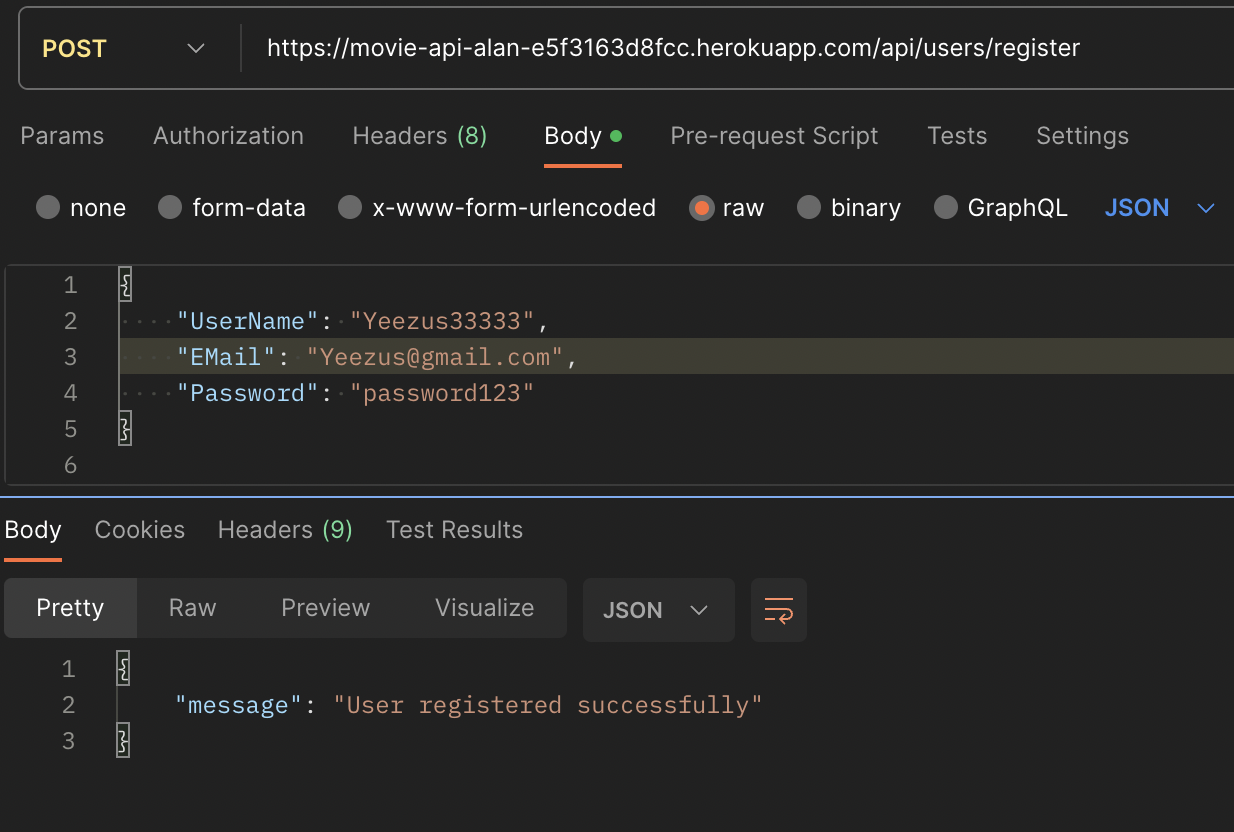 POST https://movie-api-alan-e5f3163d8fcc.herokuapp.com/api/users/register
Params Authorization Headers (8) Body Pre-request Script Tests Settings
none form-data x-www-form-urlencoded raw binary GraphQL JSON
1 {
2 "UserName": "Yeezus33333",
3 "EMail": "Yeezus@gmail.com",
4 "Password": "password123"
5 }
6
Body Cookies Headers (9) Test Results
Pretty Raw Preview Visualize JSON
1 {
2 "message": "User registered successfully"
3 }